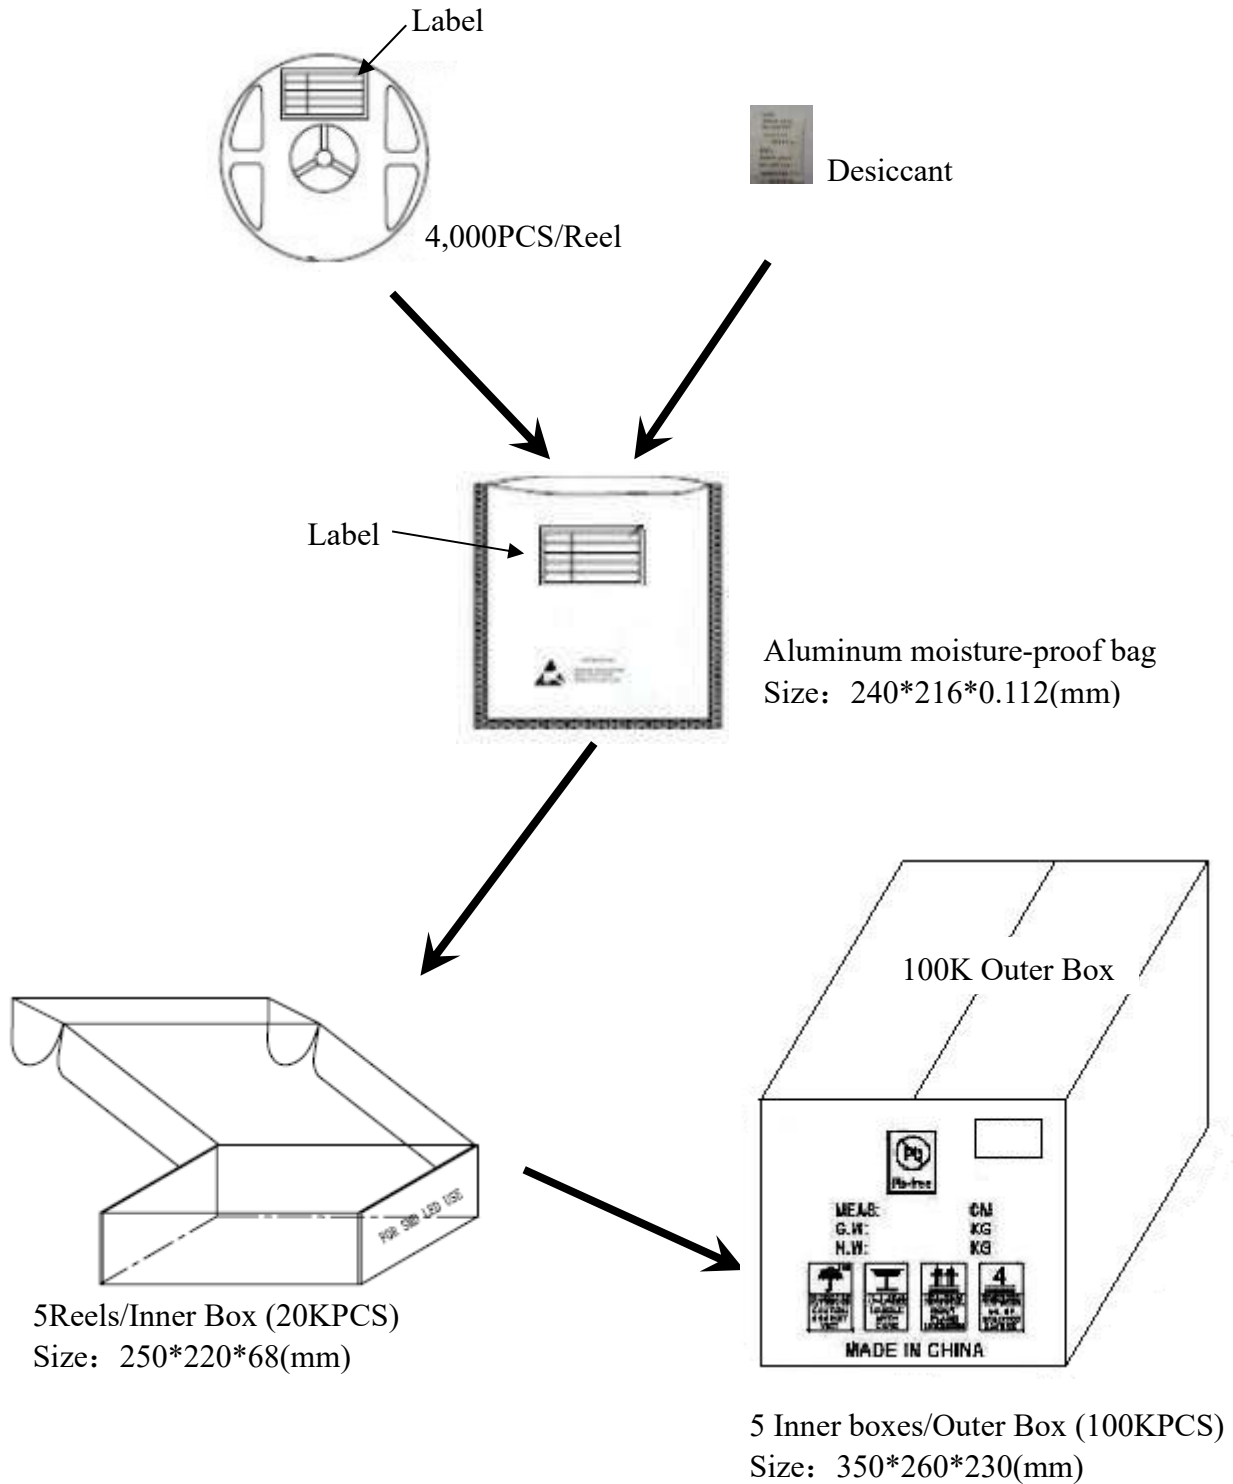 Label
Desiccant
4,000PCS/Reel
Label
Aluminum moisture-proof bag
Size：240*216*0.112(mm)
100K Outer Box
Pb
Pb-free
MEAS: CM
G.W: KG
N.W: KG
4
MADE IN CHINA
FOR SMD LED USE
5Reels/Inner Box (20KPCS)
Size：250*220*68(mm)
5 Inner boxes/Outer Box (100KPCS)
Size：350*260*230(mm)